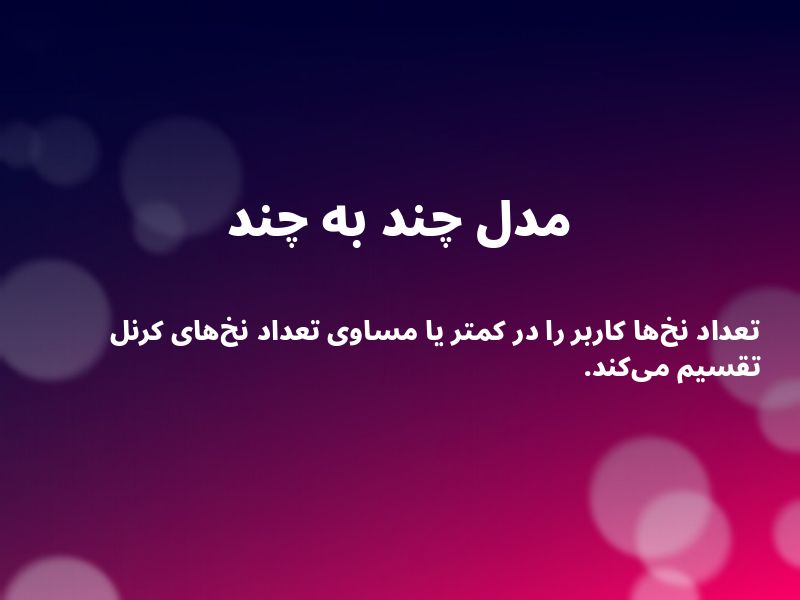 مدل چند به چند
تعداد نخ‌ها کاربر را در کمتر یا مساوی تعداد نخ‌های کرنل
تقسیم می‌کند.